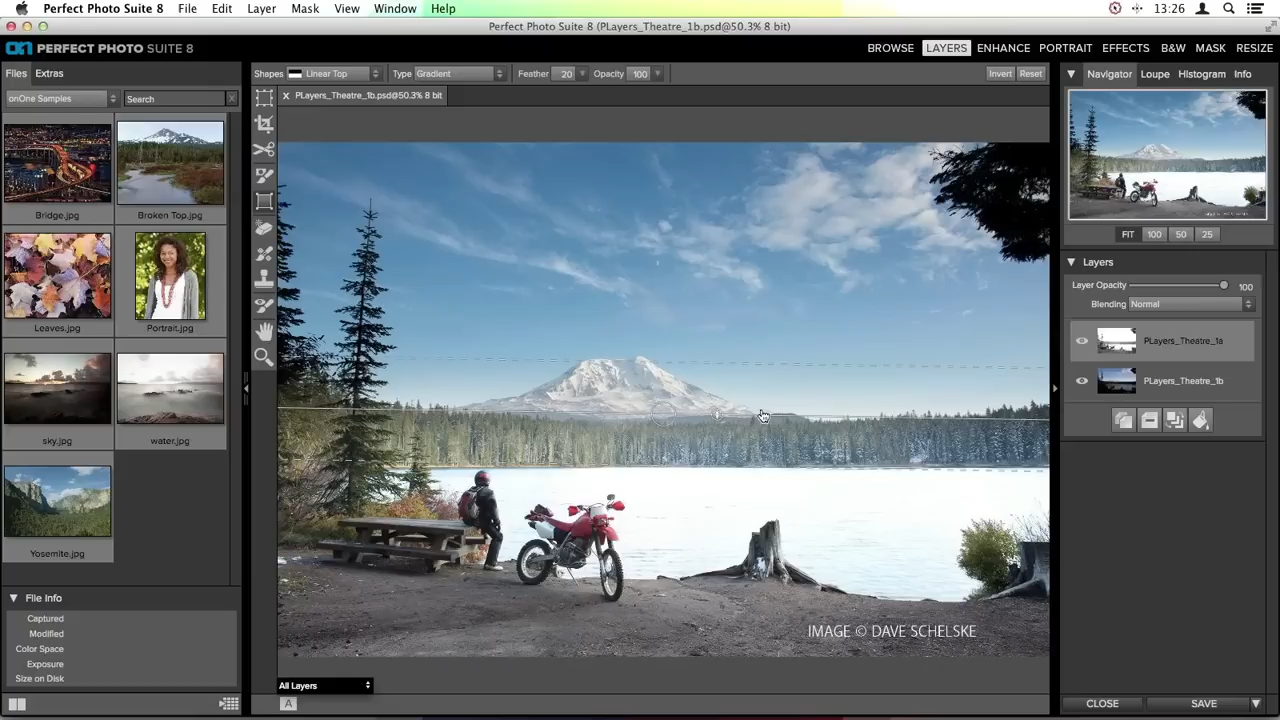 Perfect Photo Suite 8 File Edit Layer Mask View Window Help 13:26
Perfect Photo Suite 8 (PLayers_Theatre_1b.psd@50.3% 8 bit)
on1 PERFECT PHOTO SUITE 8 BROWSE LAYERS ENHANCE PORTRAIT EFFECTS B&W MASK RESIZE
Files Extras Shapes Linear Top Type Gradient Feather 20 Opacity 100 Invert Reset Navigator Loupe Histogram Info
onOne Samples Search X PLayers_Theatre_1b.psd@50.3% 8 bit
Bridge.jpg Broken Top.jpg
FIT 100 50 25
Layers
Layer Opacity 100
Blending Normal
Leaves.jpg Portrait.jpg
PLayers_Theatre_1a
PLayers_Theatre_1b
sky.jpg water.jpg
Yosemite.jpg
File Info
Captured
Modified
Color Space
Exposure
Size on Disk
IMAGE © DAVE SCHELSKE
All Layers
A CLOSE SAVE